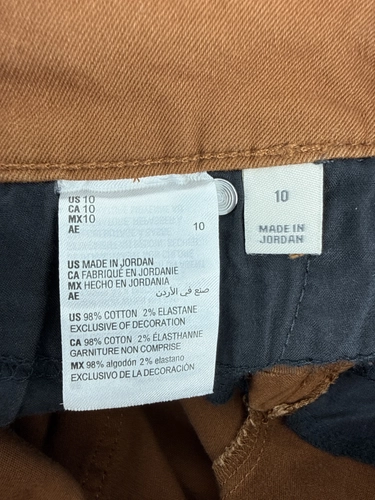 US 10
CA 10
MX10
AE
10
US MADE IN JORDAN
CA FABRIQUÉ EN JORDANIE
MX HECHO EN JORDANIA
AE صنع في الأردن
US 98% COTTON 2% ELASTANE
EXCLUSIVE OF DECORATION
CA 98% COTON 2% ÉLASTHANNE
GARNITURE NON COMPRISE
MX 98% algodón 2% elastano
EXCLUSIVO DE LA DECORACIÓN
10
MADE IN
JORDAN